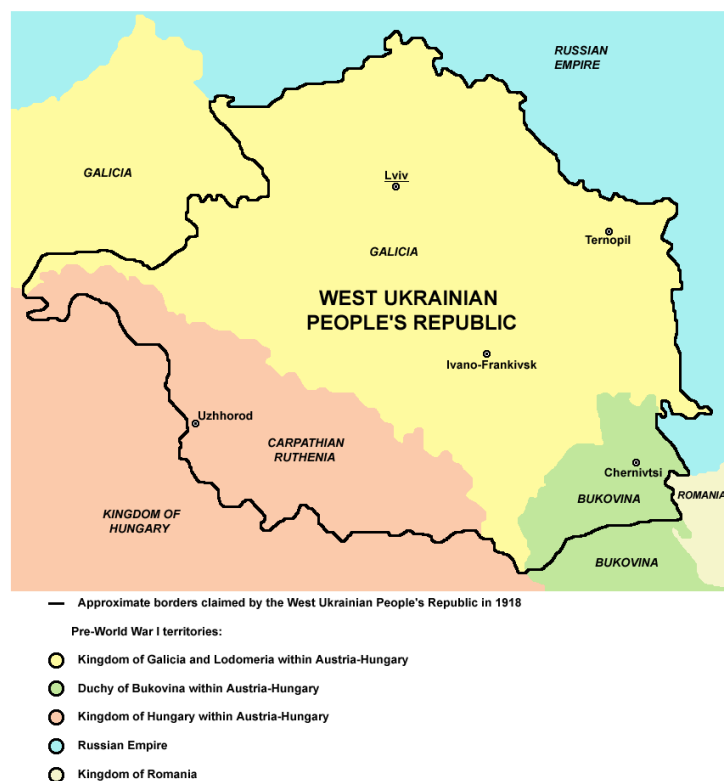 RUSSIAN
EMPIRE
GALICIA
Lviv
Ternopil
GALICIA
WEST UKRAINIAN
PEOPLE'S REPUBLIC
Ivano-Frankivsk
Uzhhorod
CARPATHIAN
RUTHENIA
Chernivtsi
KINGDOM OF
HUNGARY
BUKOVINA
ROMANIA
BUKOVINA
Approximate borders claimed by the West Ukrainian People's Republic in 1918
Pre-World War I territories:
Kingdom of Galicia and Lodomeria within Austria-Hungary
Duchy of Bukovina within Austria-Hungary
Kingdom of Hungary within Austria-Hungary
Russian Empire
Kingdom of Romania